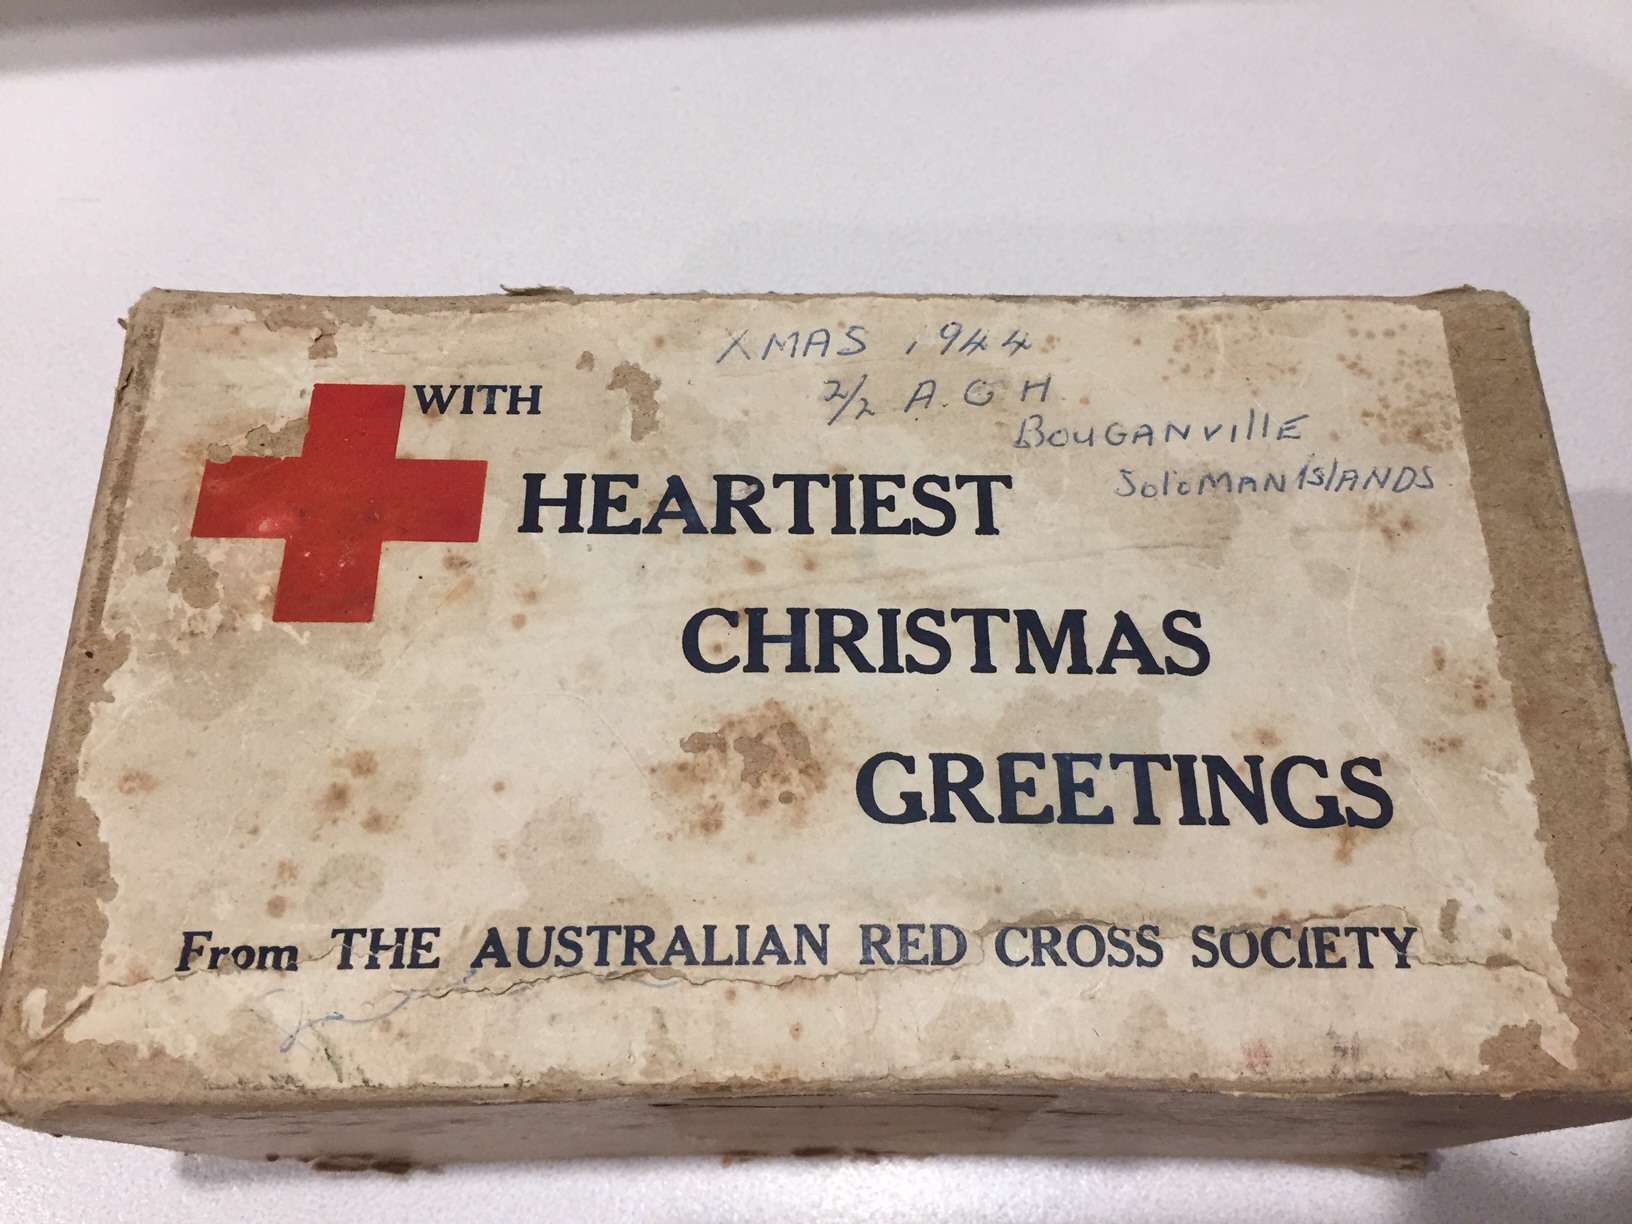 XMAS 1944
2/2 A.G H.
BOUGANVIllE
SoloMAN IslANDS
WITH
HEARTIEST
CHRISTMAS
GREETINGS
From THE AUSTRALIAN RED CROSS SOCIETY